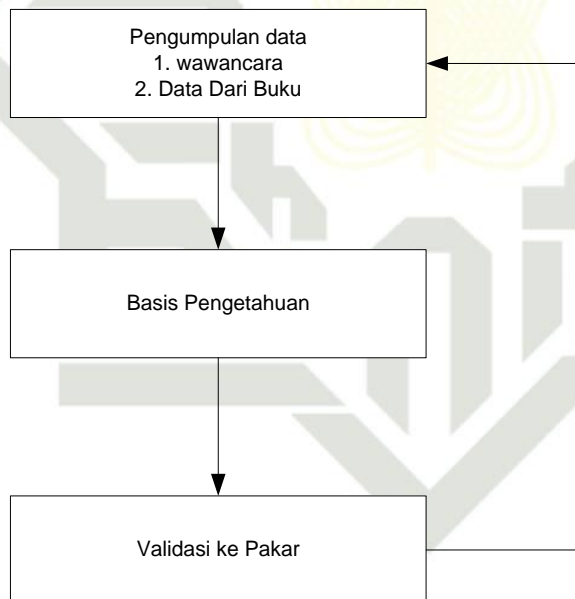 Pengumpulan data
1. wawancara
2. Data Dari Buku
Basis Pengetahuan
Validasi ke Pakar